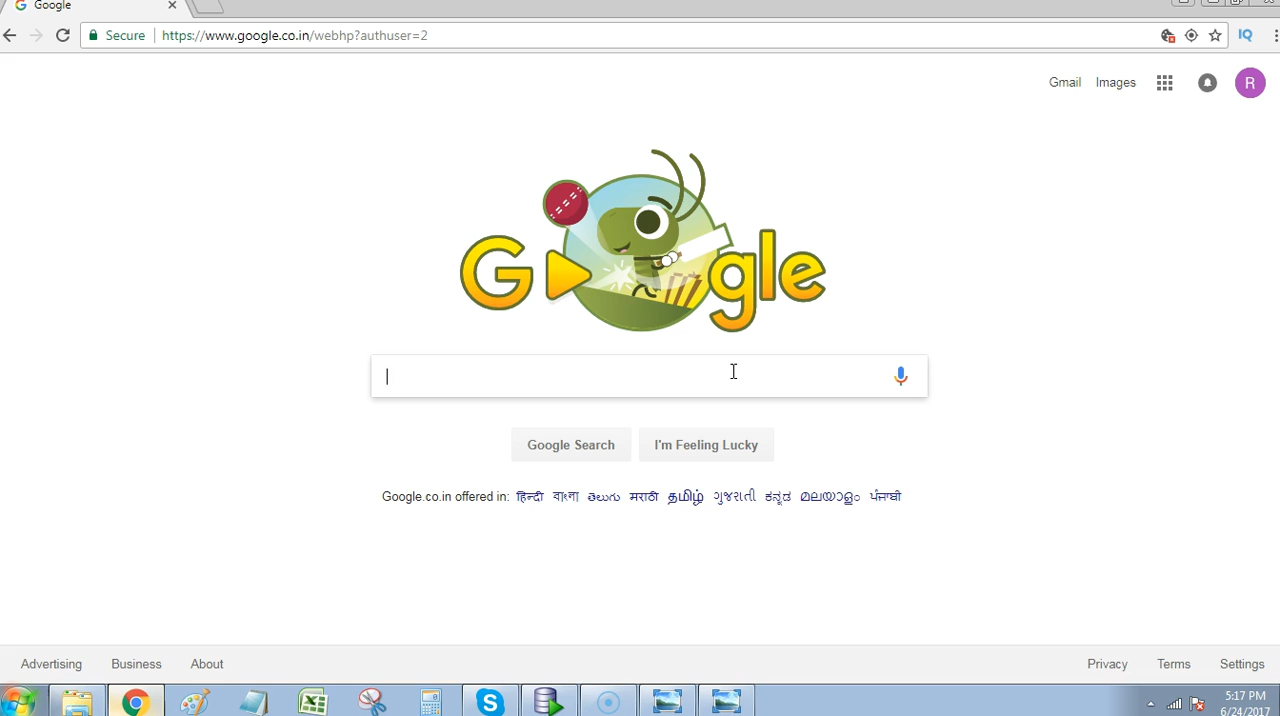 Google
Secure https://www.google.co.in/webhp?authuser=2
IQ
Gmail Images R
Google
Google Search I'm Feeling Lucky
Google.co.in offered in: हिन्दी বাংলা తెలుగు मराठी தமிழ் ગુજરાતી ಕನ್ನಡ മലയാളം ਪੰਜਾਬੀ
Advertising Business About Privacy Terms Settings
5:17 PM
6/24/2017